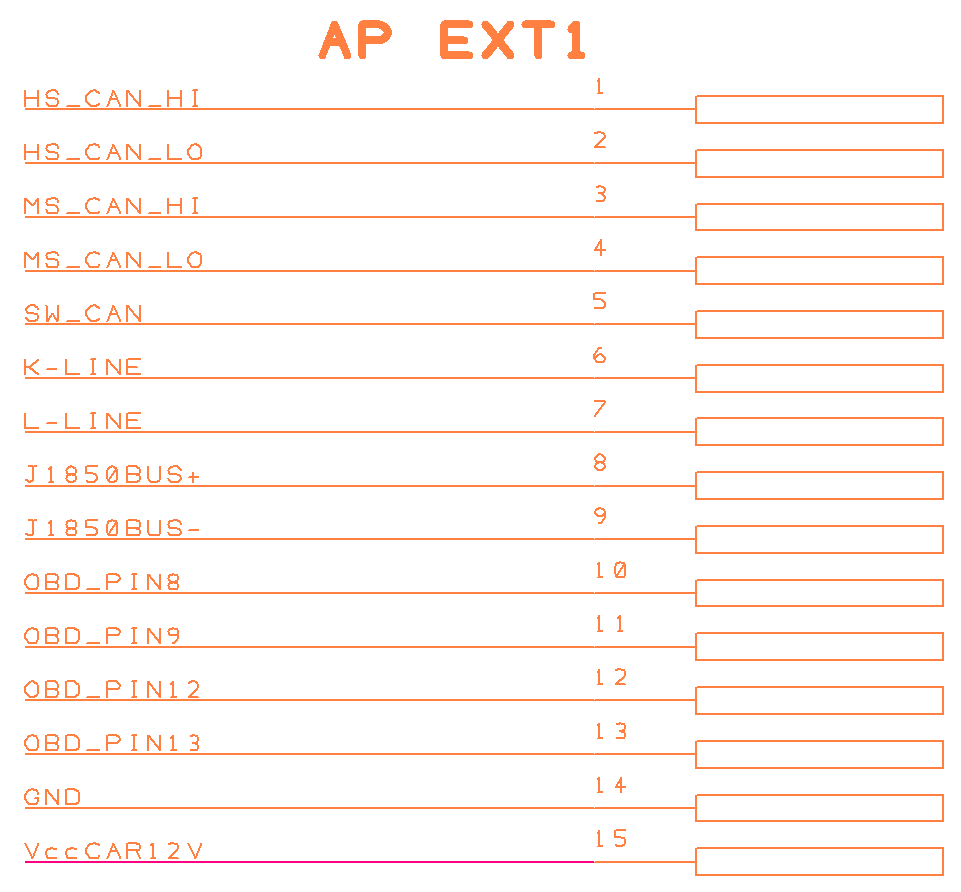 AP EXT1
HS_CAN_HI 1
HS_CAN_LO 2
MS_CAN_HI 3
MS_CAN_LO 4
SW_CAN 5
K-LINE 6
L-LINE 7
J1850BUS+ 8
J1850BUS- 9
OBD_PIN8 10
OBD_PIN9 11
OBD_PIN12 12
OBD_PIN13 13
GND 14
VccCAR12V 15